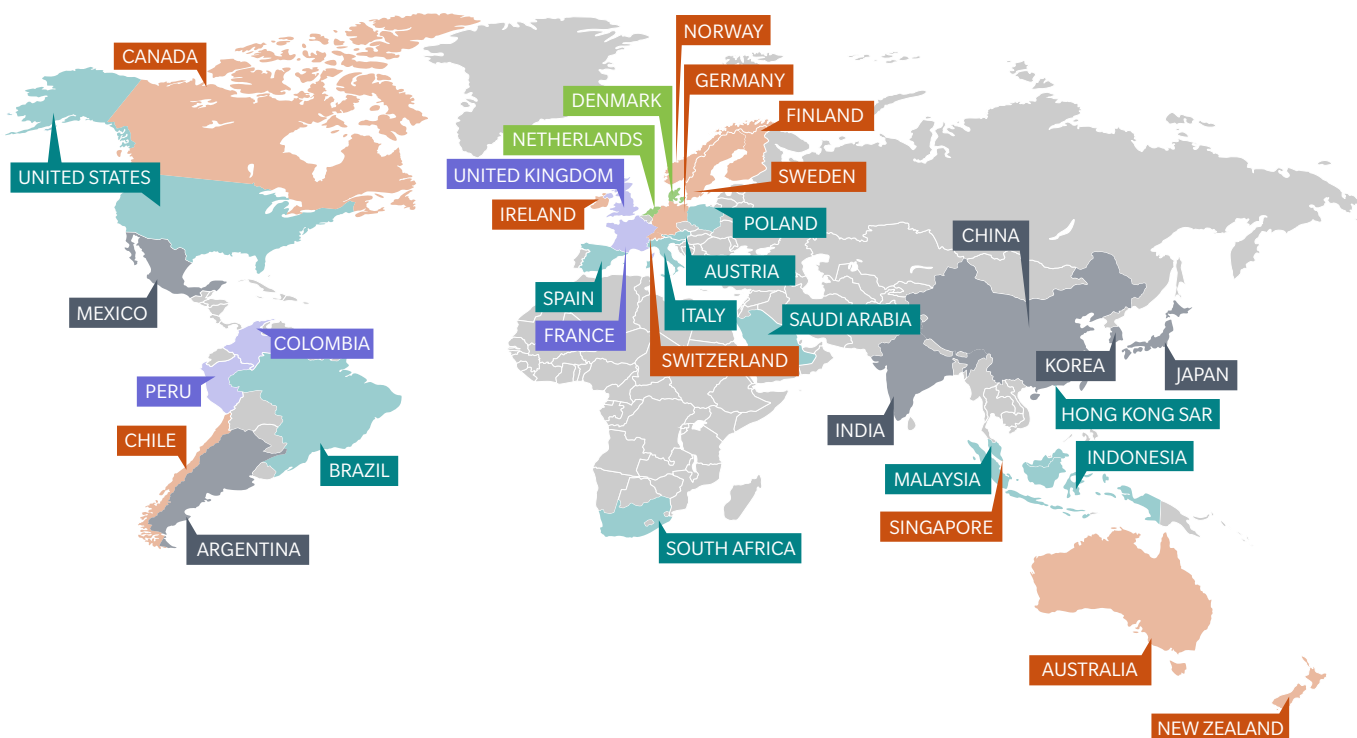 NORWAY
CANADA
GERMANY
DENMARK
FINLAND
NETHERLANDS
UNITED KINGDOM
UNITED STATES
SWEDEN
IRELAND
POLAND
CHINA
AUSTRIA
SPAIN
MEXICO
ITALY
SAUDI ARABIA
FRANCE
COLOMBIA
SWITZERLAND
KOREA
JAPAN
PERU
HONG KONG SAR
INDIA
CHILE
INDONESIA
BRAZIL
MALAYSIA
SINGAPORE
ARGENTINA
SOUTH AFRICA
AUSTRALIA
NEW ZEALAND